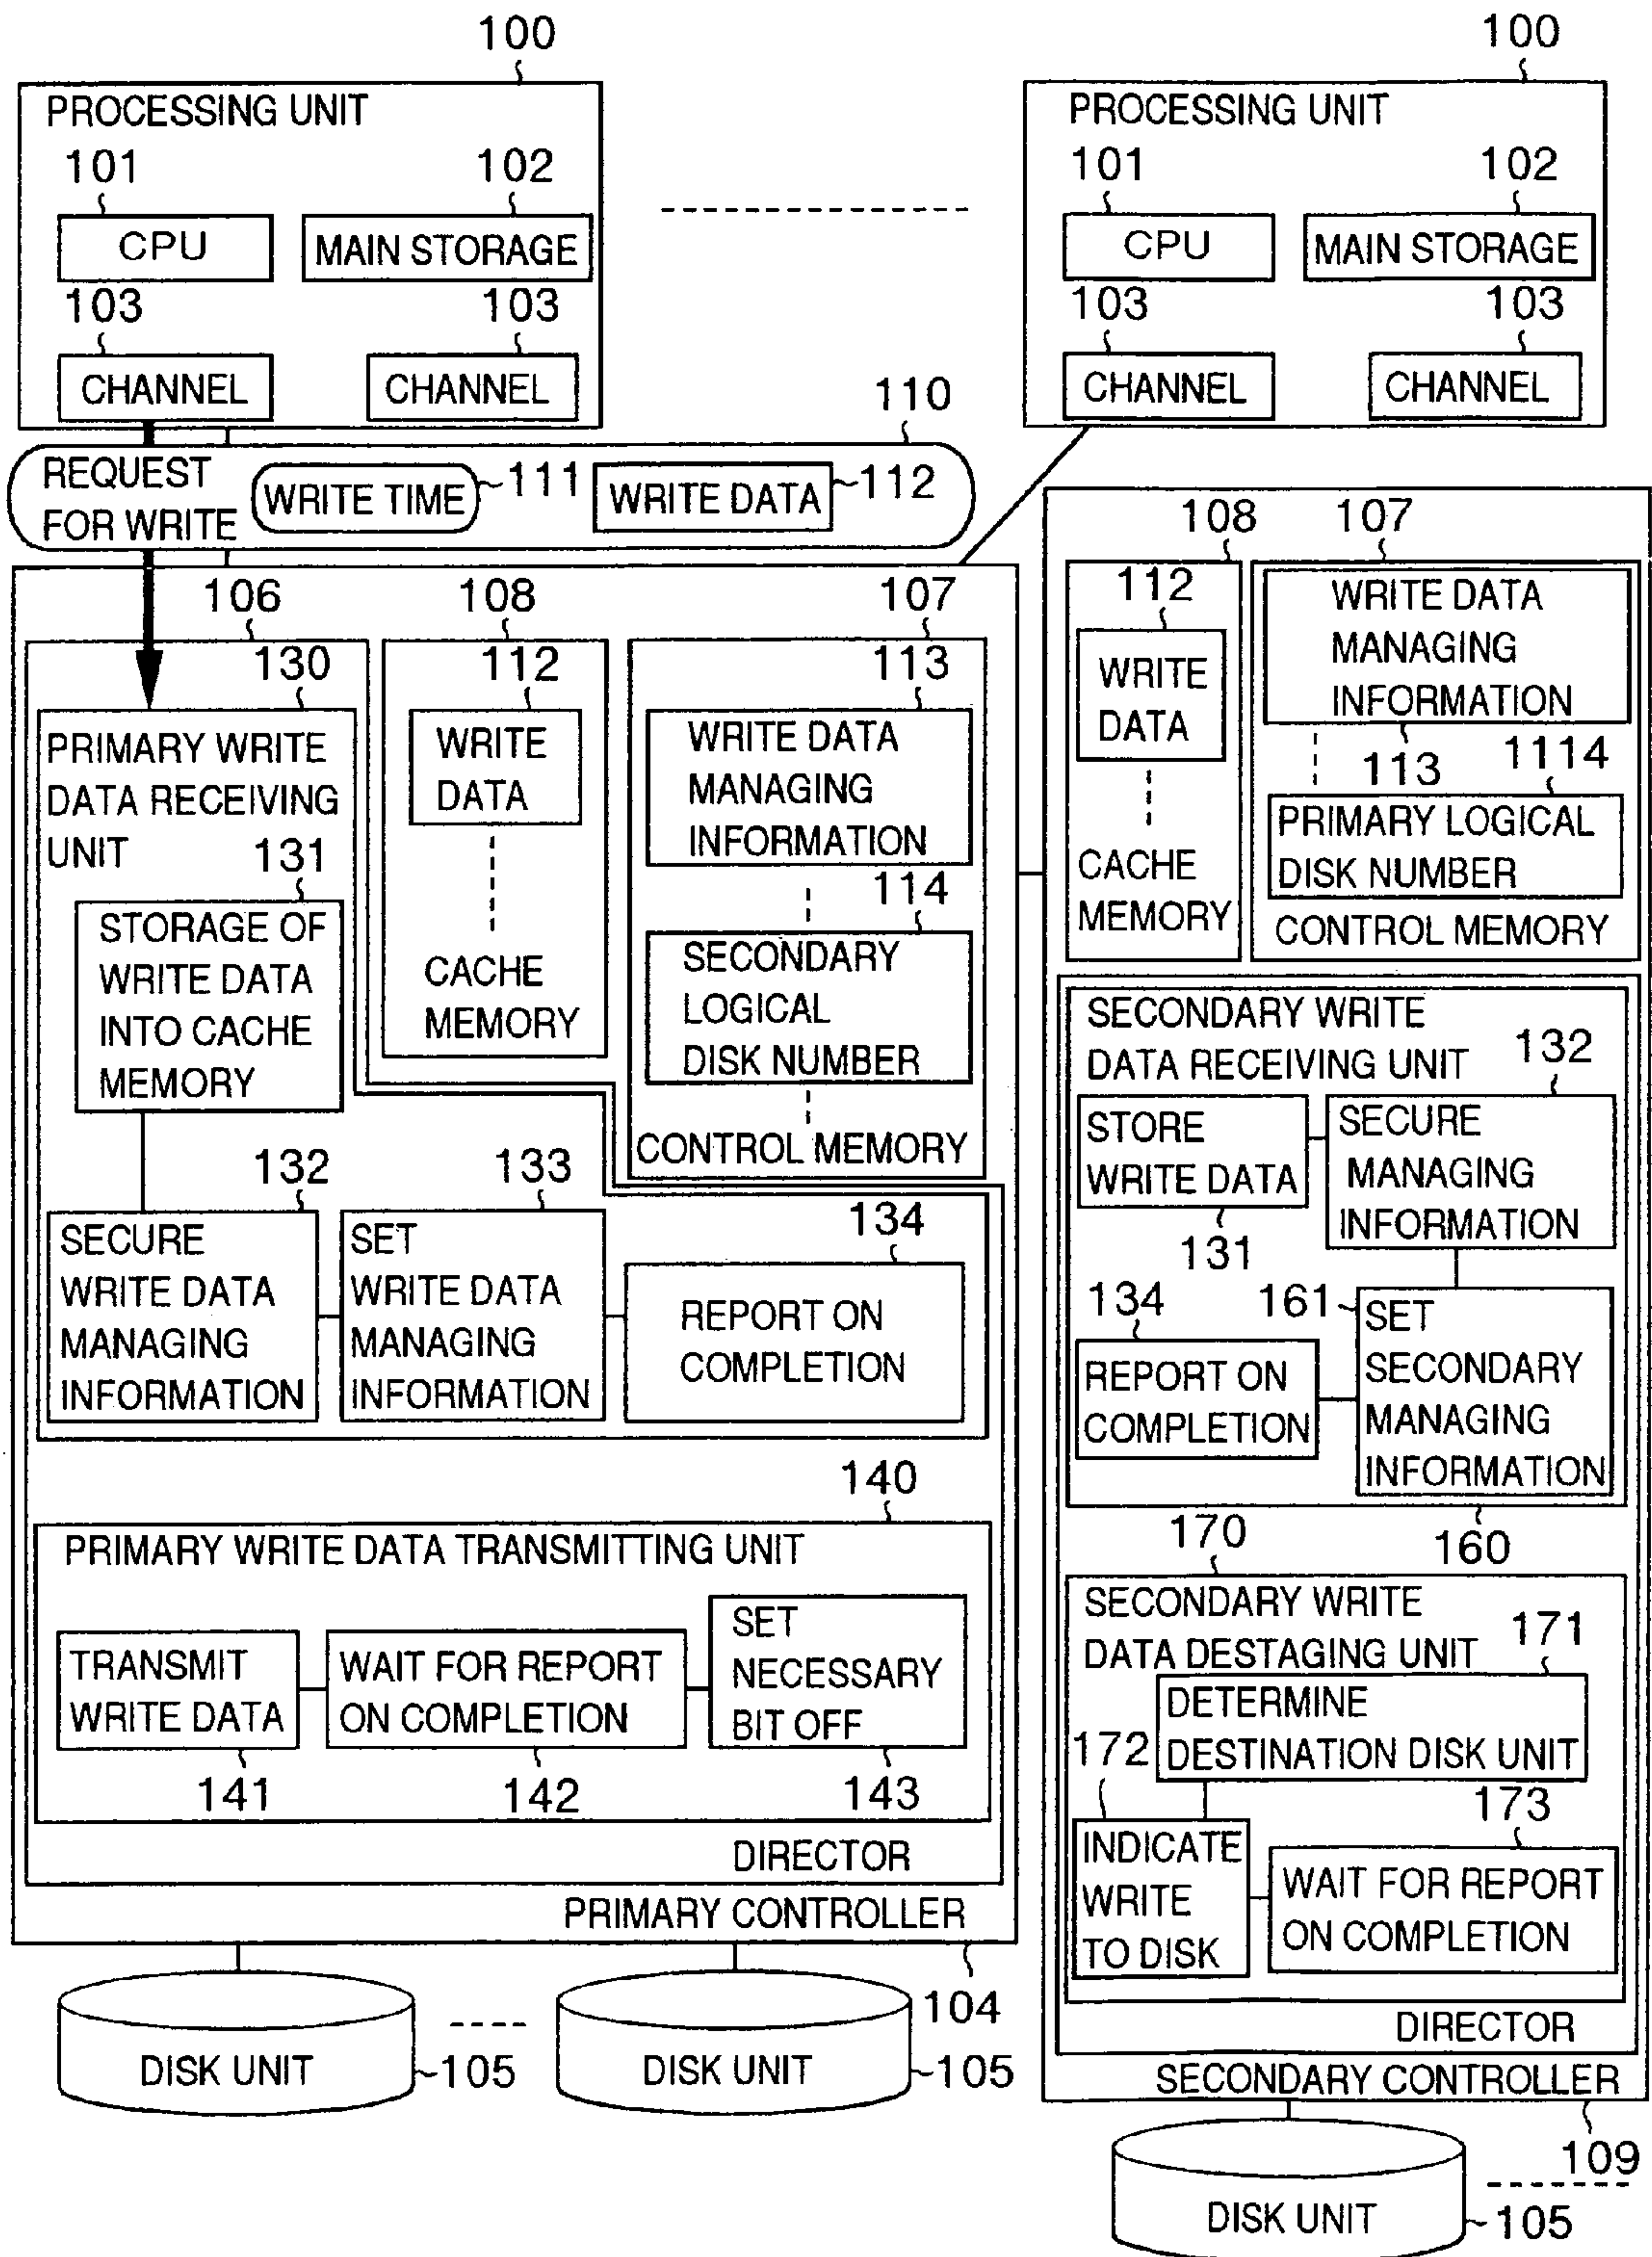 100
100
PROCESSING UNIT
101
102
CPU
MAIN STORAGE
103
103
CHANNEL
CHANNEL
PROCESSING UNIT
101
102
CPU
MAIN STORAGE
103
103
CHANNEL
CHANNEL
110
REQUEST
FOR WRITE
WRITE TIME
111
WRITE DATA
112
106
108
107
130
PRIMARY WRITE
DATA RECEIVING
UNIT
131
STORAGE OF
WRITE DATA
INTO CACHE
MEMORY
112
WRITE
DATA
CACHE
MEMORY
113
WRITE DATA
MANAGING
INFORMATION
114
SECONDARY
LOGICAL
DISK NUMBER
CONTROL MEMORY
132
SECURE
WRITE DATA
MANAGING
INFORMATION
133
SET
WRITE DATA
MANAGING
INFORMATION
134
REPORT ON
COMPLETION
140
PRIMARY WRITE DATA TRANSMITTING UNIT
TRANSMIT
WRITE DATA
141
WAIT FOR REPORT
ON COMPLETION
142
SET
NECESSARY
BIT OFF
143
DIRECTOR
PRIMARY CONTROLLER
104
DISK UNIT
105
DISK UNIT
105
108
107
112
WRITE
DATA
CACHE
MEMORY
WRITE DATA
MANAGING
INFORMATION
113
1114
PRIMARY LOGICAL
DISK NUMBER
CONTROL MEMORY
SECONDARY WRITE
DATA RECEIVING UNIT
132
STORE
WRITE DATA
131
SECURE
MANAGING
INFORMATION
134
REPORT ON
COMPLETION
161
SET
SECONDARY
MANAGING
INFORMATION
160
170
SECONDARY WRITE
DATA DESTAGING UNIT
171
DETERMINE
DESTINATION DISK UNIT
172
INDICATE
WRITE
TO DISK
173
WAIT FOR REPORT
ON COMPLETION
DIRECTOR
SECONDARY CONTROLLER
109
DISK UNIT
105